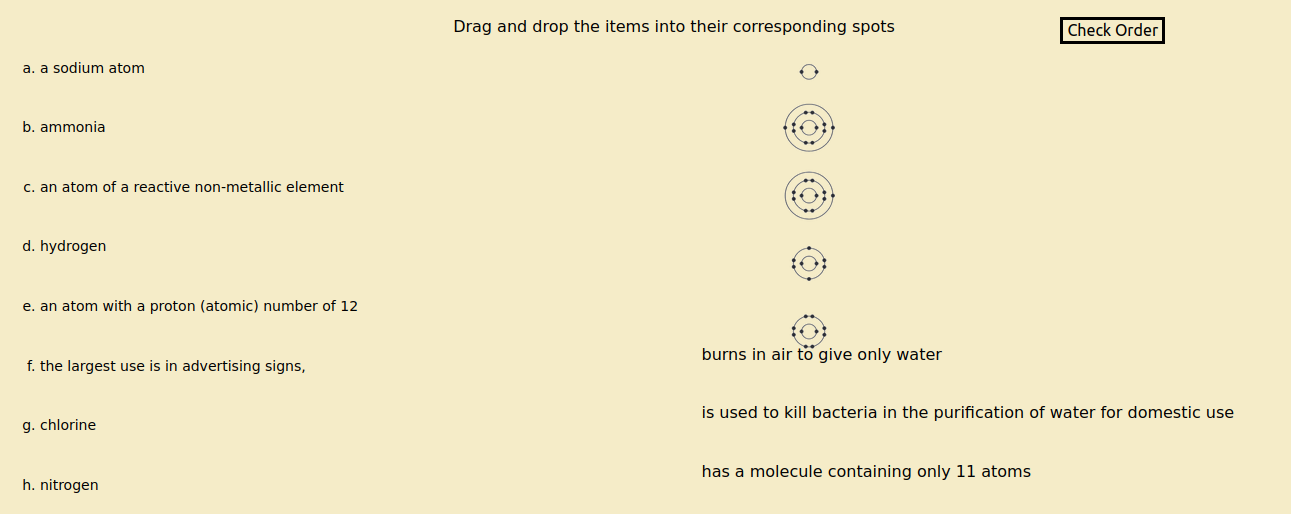 Drag and drop the items into their corresponding spots
Check Order
a. a sodium atom
b. ammonia
c. an atom of a reactive non-metallic element
d. hydrogen
e. an atom with a proton (atomic) number of 12
f. the largest use is in advertising signs,
g. chlorine
h. nitrogen
burns in air to give only water
is used to kill bacteria in the purification of water for domestic use
has a molecule containing only 11 atoms